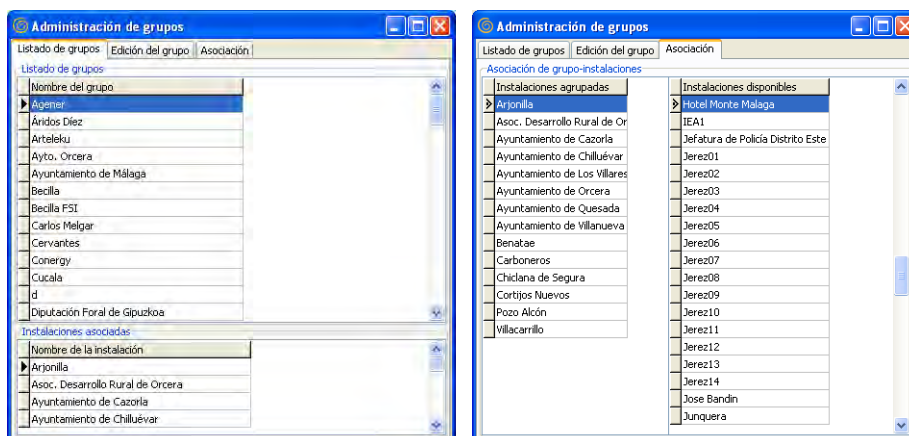 Administración de grupos
Listado de grupos Edición del grupo Asociación
Listado de grupos
Nombre del grupo
Agener
Áridos Díez
Arteleku
Ayto. Orcera
Ayuntamiento de Málaga
Becilla
Becilla FSI
Carlos Melgar
Cervantes
Conergy
Cucala
d
Diputación Foral de Gipuzkoa
Instalaciones asociadas
Nombre de la instalación
Arjonilla
Asoc. Desarrollo Rural de Orcera
Ayuntamiento de Cazorla
Ayuntamiento de Chilluévar
Administración de grupos
Listado de grupos Edición del grupo Asociación
Asociación de grupo-instalaciones
Instalaciones agrupadas
Arjonilla
Asoc. Desarrollo Rural de Or
Ayuntamiento de Cazorla
Ayuntamiento de Chilluévar
Ayuntamiento de Los Villares
Ayuntamiento de Orcera
Ayuntamiento de Quesada
Ayuntamiento de Villanueva
Benatae
Carboneros
Chiclana de Segura
Cortijos Nuevos
Pozo Alcón
Villacarrillo
Instalaciones disponibles
Hotel Monte Malaga
IEA1
Jefatura de Policía Distrito Este
Jerez01
Jerez02
Jerez03
Jerez04
Jerez05
Jerez06
Jerez07
Jerez08
Jerez09
Jerez10
Jerez11
Jerez12
Jerez13
Jerez14
Jose Bandin
Junquera